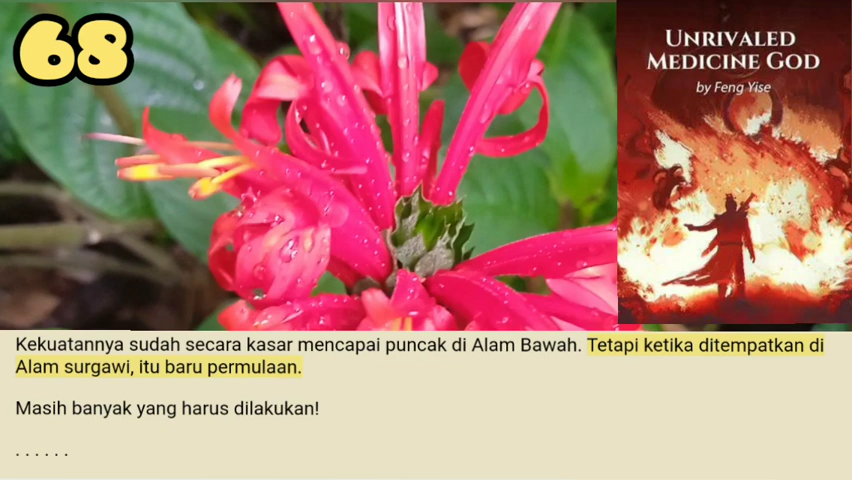 68
UNRIVALED
MEDICINE GOD
by Feng Yise
Kekuatannya sudah secara kasar mencapai puncak di Alam Bawah. Tetapi ketika ditempatkan di
Alam surgawi, itu baru permulaan.
Masih banyak yang harus dilakukan!
. . . . . .